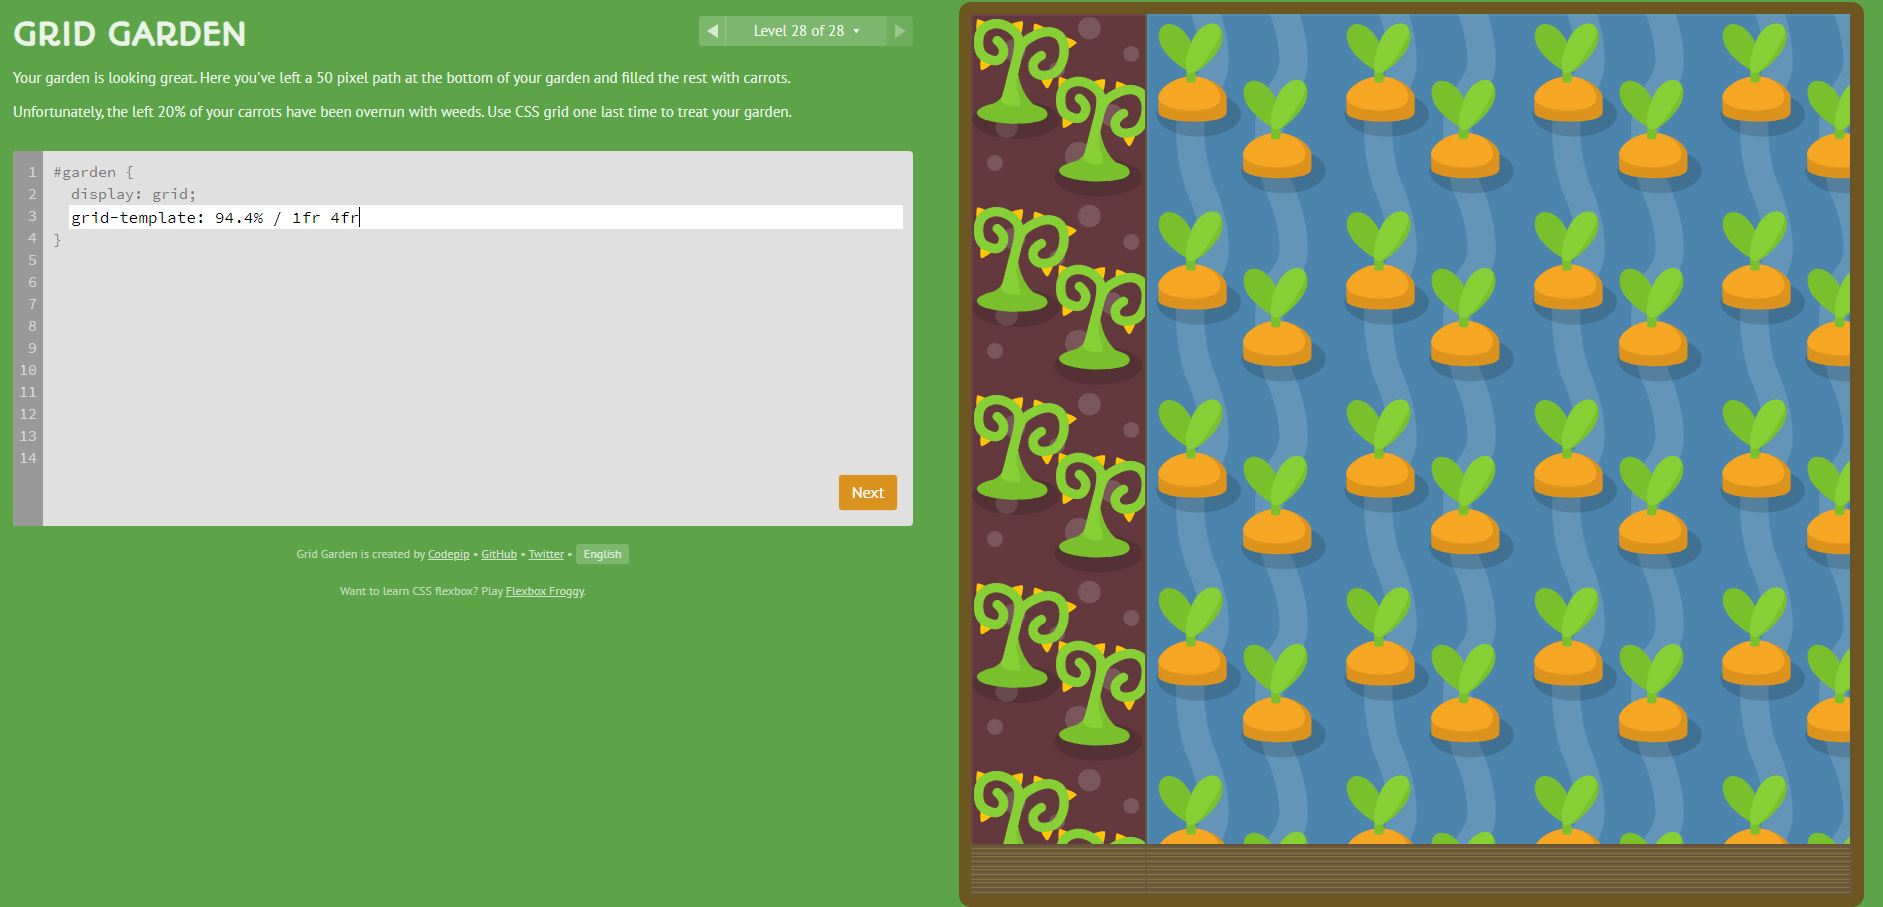 GRID GARDEN
◀ Level 28 of 28 ▾ ▶
Your garden is looking great. Here you've left a 50 pixel path at the bottom of your garden and filled the rest with carrots.
Unfortunately, the left 20% of your carrots have been overrun with weeds. Use CSS grid one last time to treat your garden.
1 #garden {
2 display: grid;
3 grid-template: 94.4% / 1fr 4fr
4 }
5
6
7
8
9
10
11
12
13
14
Next
Grid Garden is created by Codepip • GitHub • Twitter • English
Want to learn CSS flexbox? Play Flexbox Froggy.